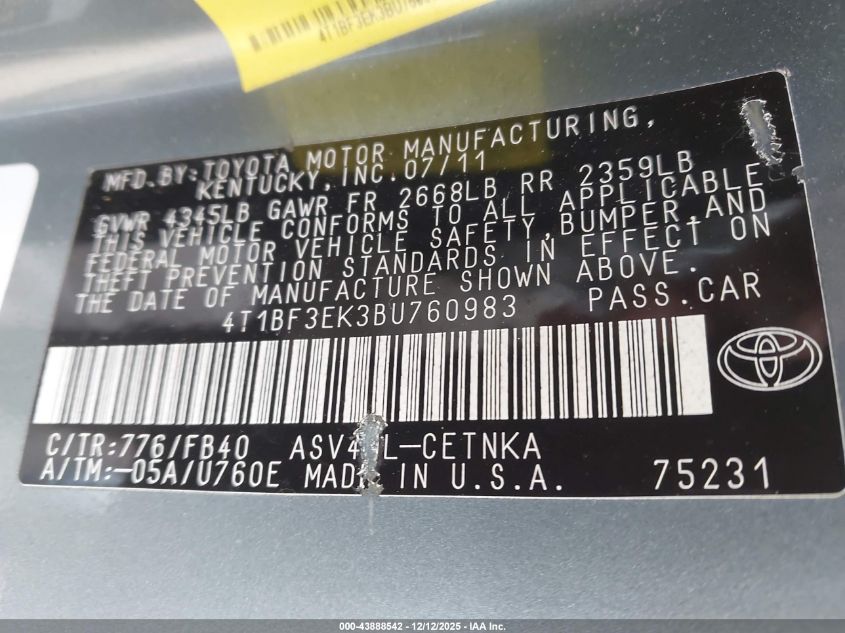 MFD.BY:TOYOTA MOTOR MANUFACTURING,
KENTUCKY,INC.07/11
GVWR 4345LB GAWR FR 2668LB RR 2359LB
THIS VEHICLE CONFORMS TO ALL APPLICABLE
FEDERAL MOTOR VEHICLE SAFETY,BUMPER,AND
THEFT PREVENTION STANDARDS IN EFFECT ON
THE DATE OF MANUFACTURE SHOWN ABOVE.
4T1BF3EK3BU760983 PASS.CAR
C/TR:776/FB40 CETNKA
A/TM:-05A/U760E MADE IN U.S.A. 75231
000-43888542 - 12/12/2025 - IAA Inc.